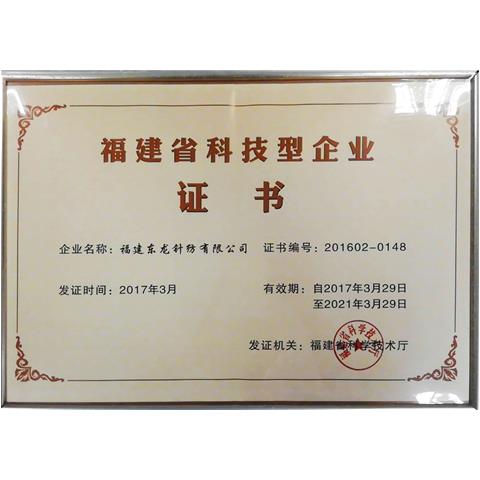 福建省科技型企业
证书
企业名称：福建东龙针纺有限公司 证书编号：201602-0148
发证时间：2017年3月 有效期：自2017年3月29日
至2021年3月29日
发证机关：福建省科学技术厅